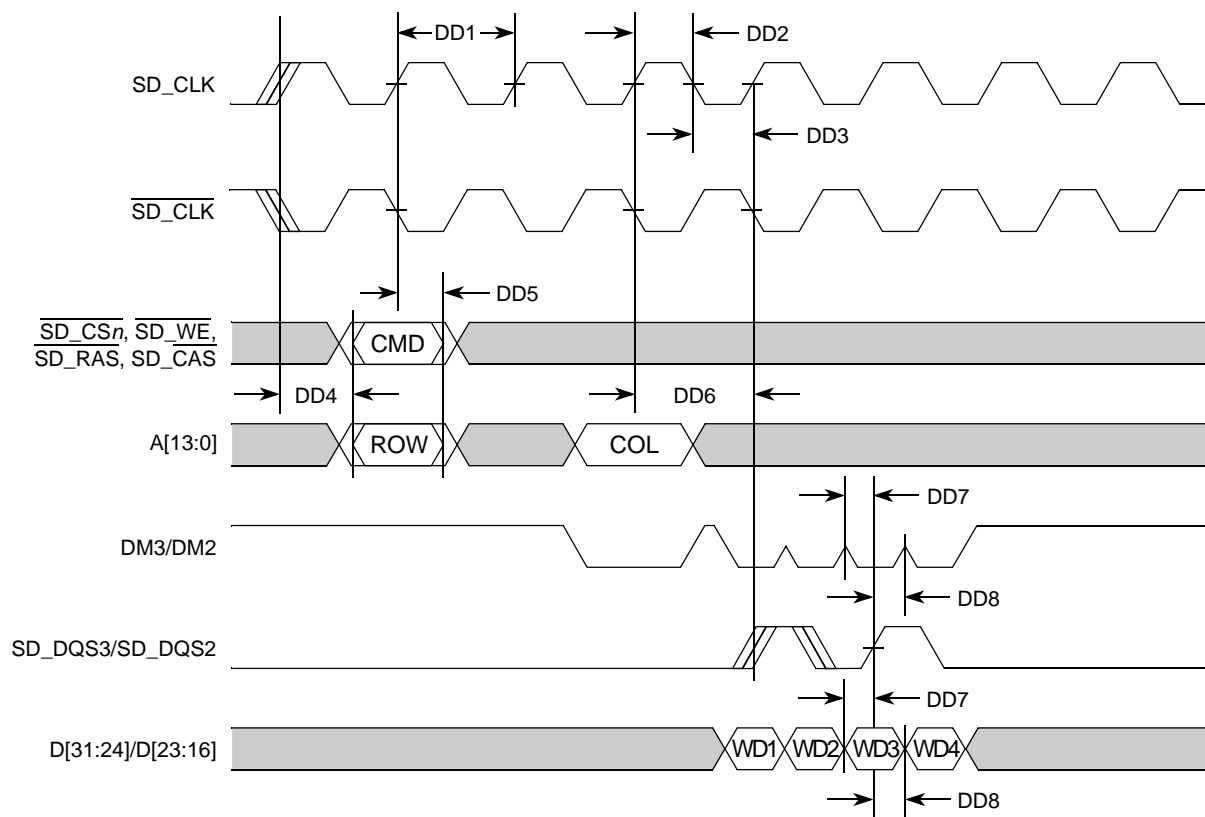 DD1
DD2
SD_CLK
DD3
SD_CLK
DD5
SD_CSn, SD_WE,
SD_RAS, SD_CAS
CMD
DD4
DD6
A[13:0]
ROW
COL
DD7
DM3/DM2
DD8
SD_DQS3/SD_DQS2
DD7
D[31:24]/D[23:16]
WD1
WD2
WD3
WD4
DD8